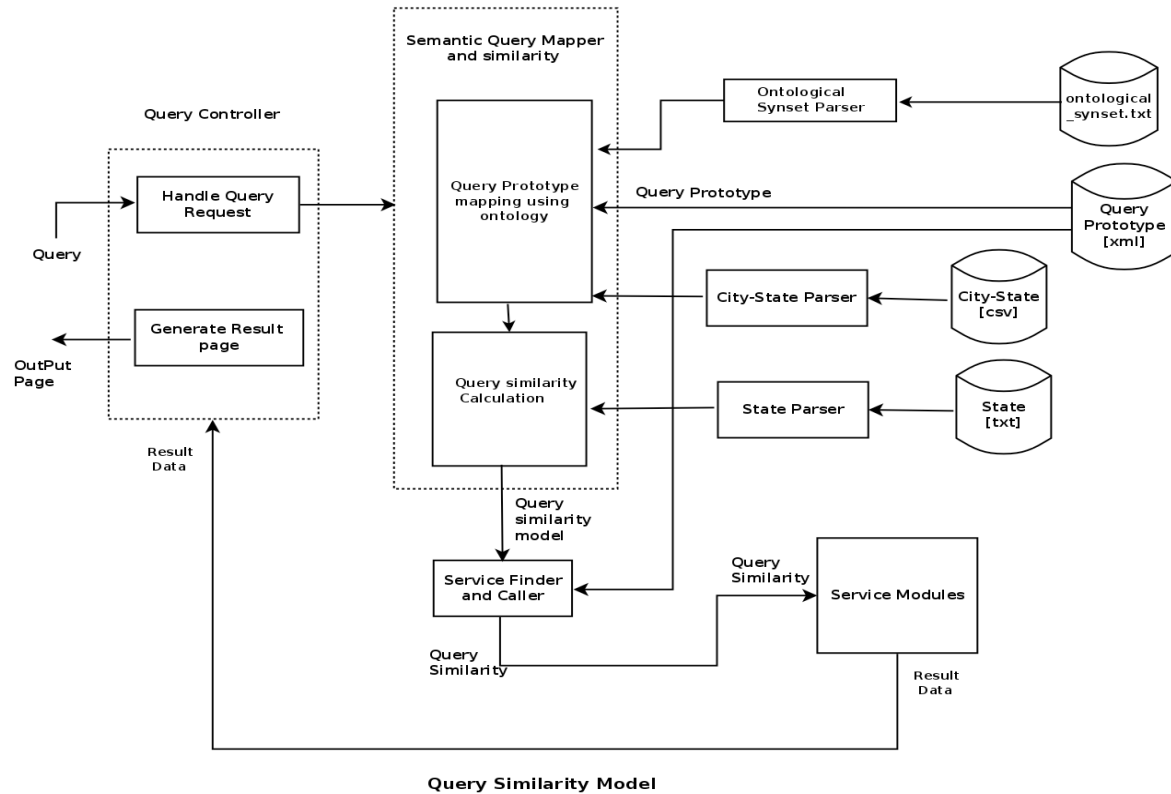 Semantic Query Mapper
and similarity
Query Controller
Handle Query
Request
Query
Generate Result
page
OutPut
Page
Query Prototype
mapping using
ontology
Query similarity
Calculation
Ontological
Synset Parser
ontological
_synset.txt
Query Prototype
Query
Prototype
[xml]
City-State Parser
City-State
[csv]
State Parser
State
[txt]
Result
Data
Query
similarity
model
Service Finder
and Caller
Query
Similarity
Query
Similarity
Service Modules
Result
Data
Query Similarity Model